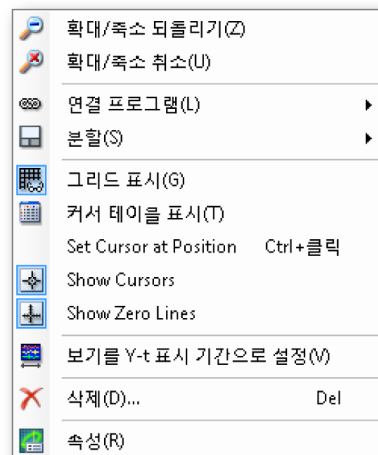 확대/축소 되돌리기(Z)
확대/축소 취소(U)
연결 프로그램(L)
분할(S)
그리드 표시(G)
커서 테이블 표시(T)
Set Cursor at Position Ctrl+클릭
Show Cursors
Show Zero Lines
보기를 Y-t 표시 기간으로 설정(V)
삭제(D)... Del
속성(R)